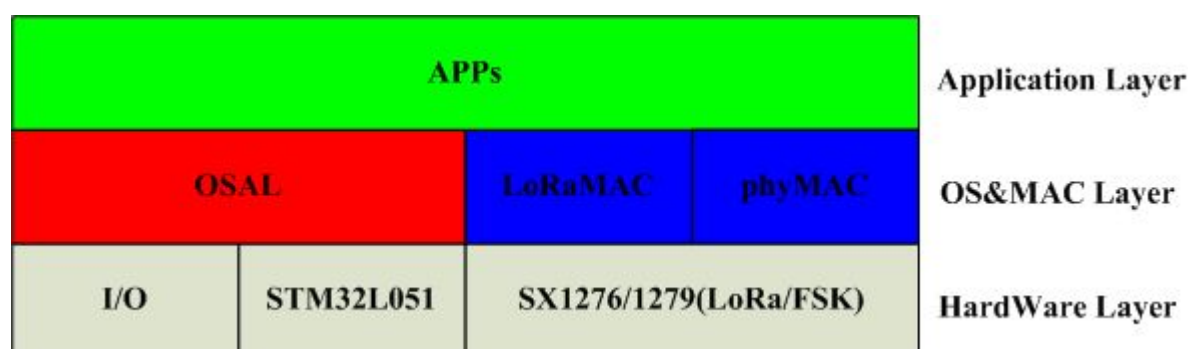 APPs
Application Layer
OSAL
LoRaMAC
phyMAC
OS&MAC Layer
I/O
STM32L051
SX1276/1279(LoRa/FSK)
HardWare Layer